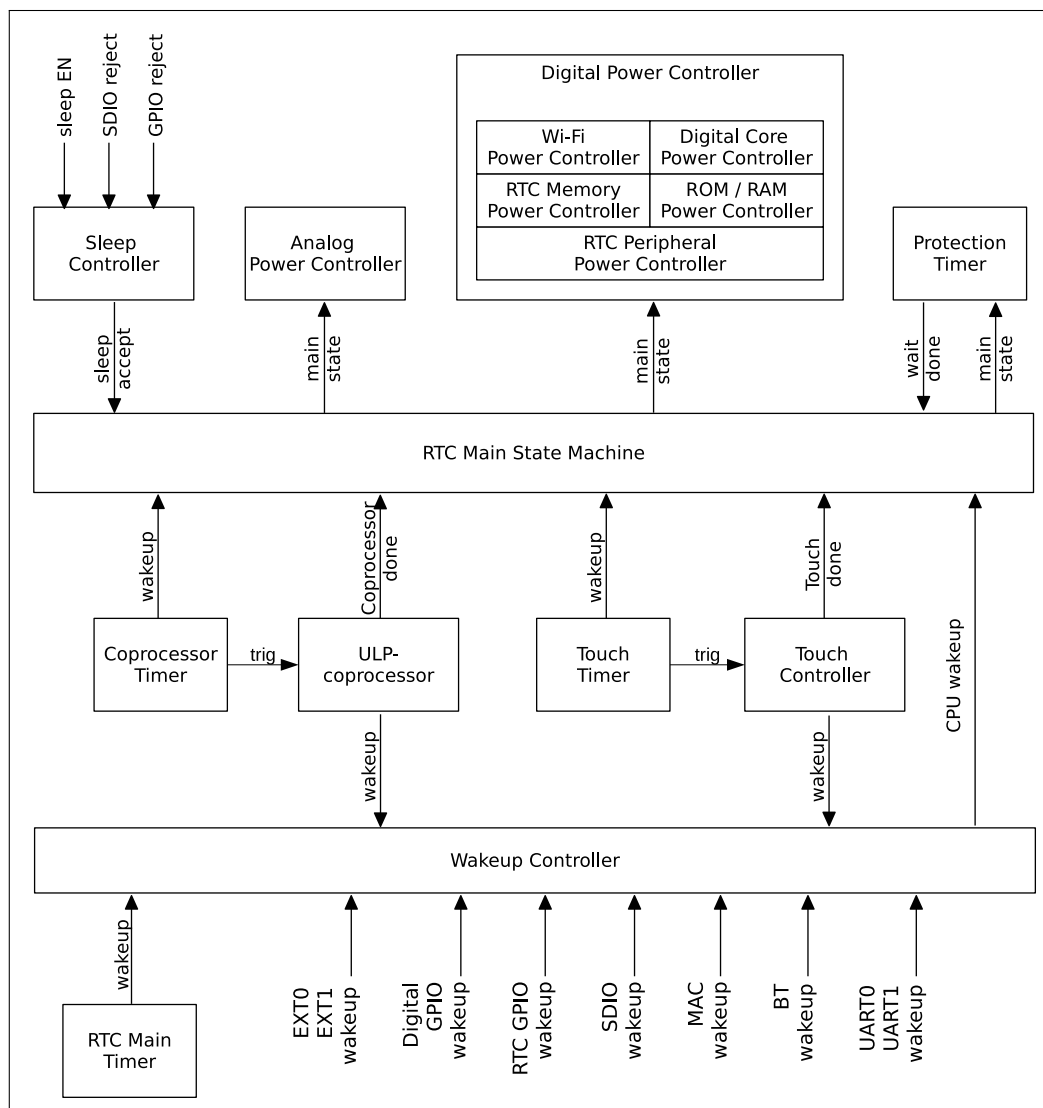 sleep EN
SDIO reject
GPIO reject
Digital Power Controller
Wi-Fi
Power Controller
Digital Core
Power Controller
RTC Memory
Power Controller
ROM / RAM
Power Controller
RTC Peripheral
Power Controller
Sleep
Controller
Analog
Power Controller
Protection
Timer
sleep
accept
main
state
main
state
wait
done
main
state
RTC Main State Machine
wakeup
Coprocessor
done
wakeup
Touch
done
CPU wakeup
Coprocessor
Timer
trig
ULP-
coprocessor
Touch
Timer
trig
Touch
Controller
wakeup
wakeup
Wakeup Controller
wakeup
RTC Main
Timer
EXT0
EXT1
wakeup
Digital
GPIO
wakeup
RTC GPIO
wakeup
SDIO
wakeup
MAC
wakeup
BT
wakeup
UART0
UART1
wakeup